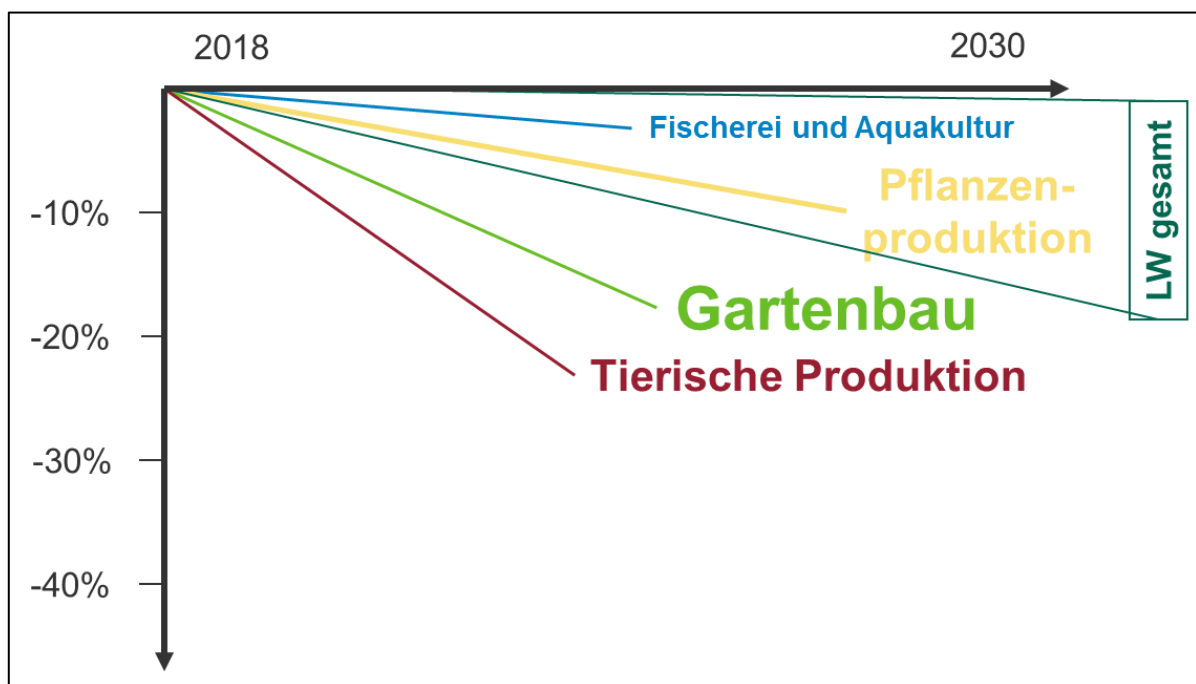 2018
2030
Fischerei und Aquakultur
Pflanzen-
produktion
LW gesamt
-10%
Gartenbau
-20%
Tierische Produktion
-30%
-40%